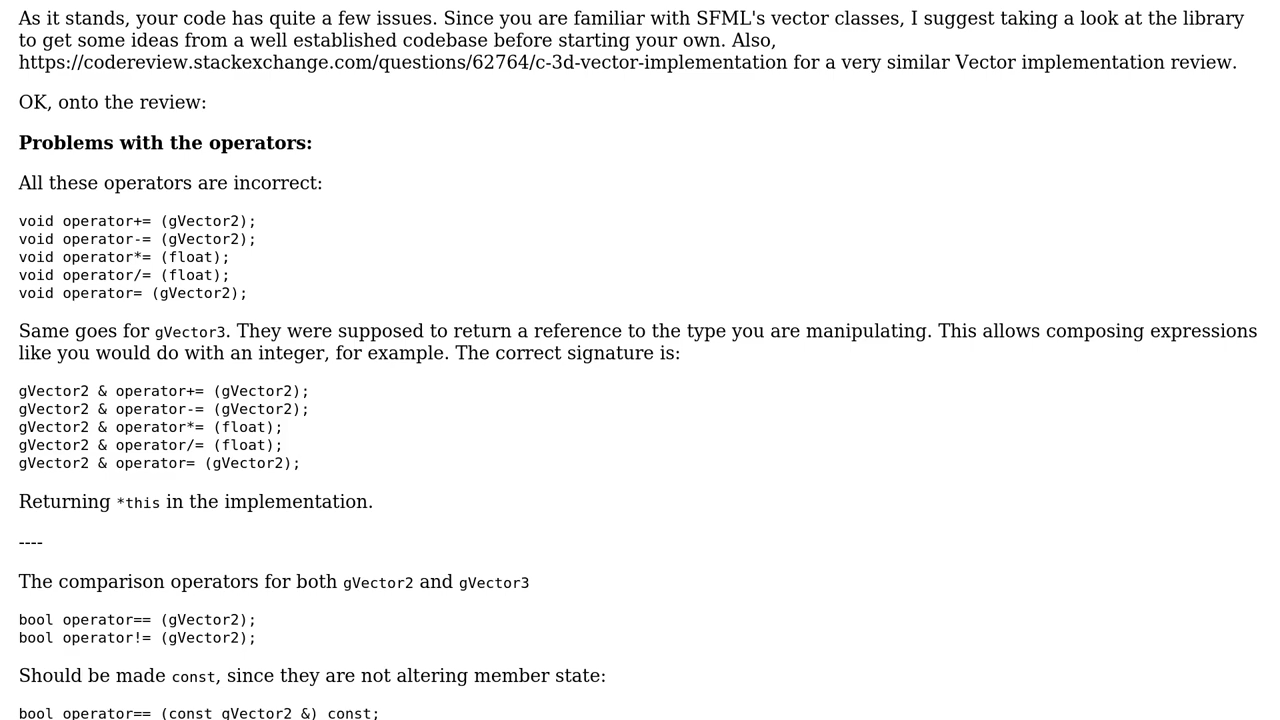 As it stands, your code has quite a few issues. Since you are familiar with SFML's vector classes, I suggest taking a look at the library
to get some ideas from a well established codebase before starting your own. Also,
https://codereview.stackexchange.com/questions/62764/c-3d-vector-implementation for a very similar Vector implementation review.
OK, onto the review:
Problems with the operators:
All these operators are incorrect:
void operator+= (gVector2);
void operator-= (gVector2);
void operator*= (float);
void operator/= (float);
void operator= (gVector2);
Same goes for gVector3. They were supposed to return a reference to the type you are manipulating. This allows composing expressions
like you would do with an integer, for example. The correct signature is:
gVector2 & operator+= (gVector2);
gVector2 & operator-= (gVector2);
gVector2 & operator*= (float);
gVector2 & operator/= (float);
gVector2 & operator= (gVector2);
Returning *this in the implementation.
----
The comparison operators for both gVector2 and gVector3
bool operator== (gVector2);
bool operator!= (gVector2);
Should be made const, since they are not altering member state:
bool operator== (const gVector2 &) const;